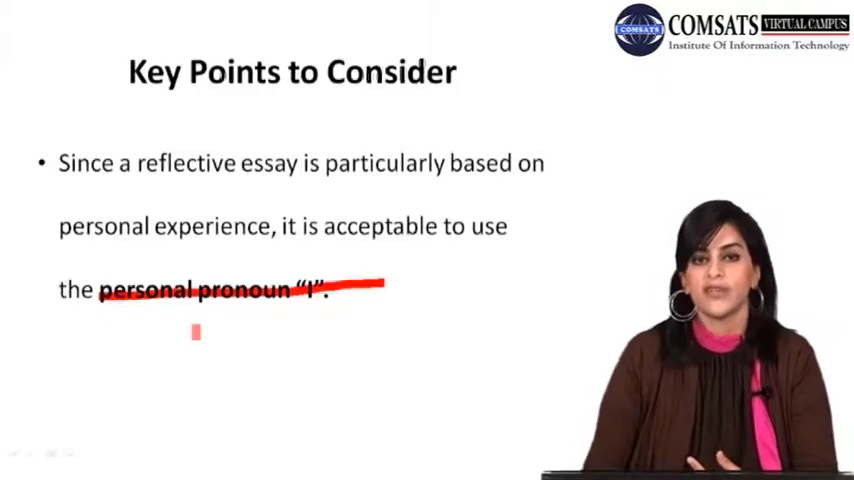 COMSATS VIRTUAL CAMPUS
COMSATS
Institute Of Information Technology
Key Points to Consider
• Since a reflective essay is particularly based on
personal experience, it is acceptable to use
the personal pronoun “I”.